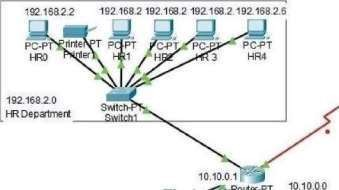 192.168.2.2 192.168.2 192.168.2 192.168.2. 192.168.2.6
PC-PT Printer-PT PC-PT PC-PT PC-PT PC-PT
HR0 Printer HR1 HR2 HR 3 HR4
192.168.2.0
HR Department
Switch-PT
Switch1
10.10.0.1
Router-PT
10.10.0.0